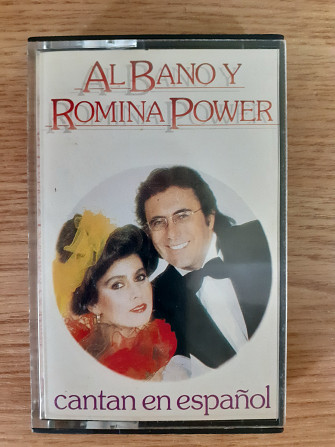 AL BANO Y
ROMINA POWER
cantan en español